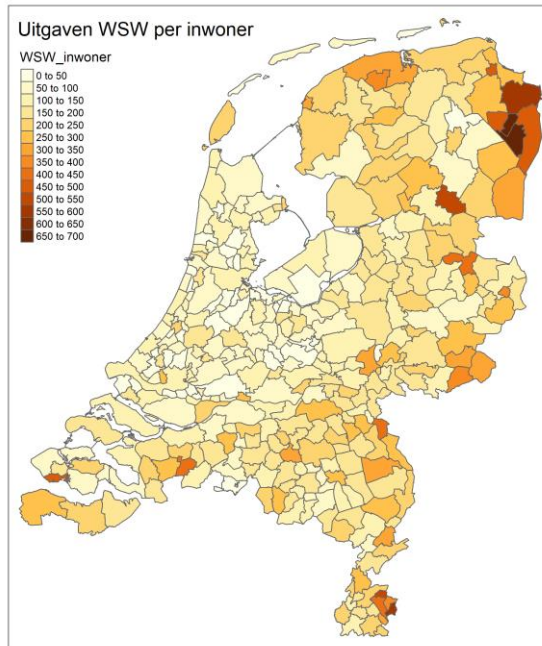 Uitgaven WSW per inwoner
WSW_inwoner
0 to 50
50 to 100
100 to 150
150 to 200
200 to 250
250 to 300
300 to 350
350 to 400
400 to 450
450 to 500
500 to 550
550 to 600
600 to 650
650 to 700